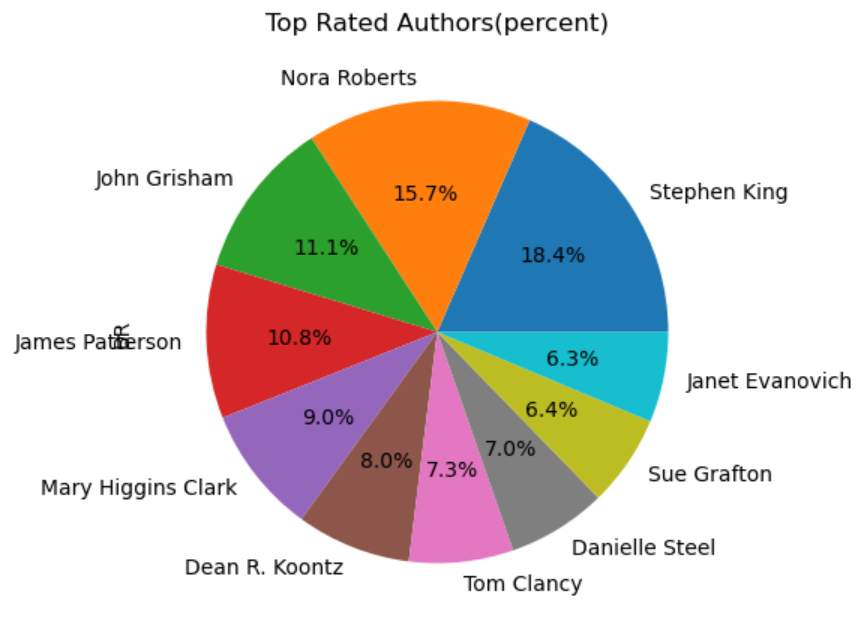 Top Rated Authors(percent)
Nora Roberts
John Grisham
Stephen King
15.7%
11.1%
18.4%
James Patterson
10.8%
6.3%
Janet Evanovich
9.0%
6.4%
8.0%
7.3%
7.0%
Mary Higgins Clark
Sue Grafton
Dean R. Koontz
Danielle Steel
Tom Clancy